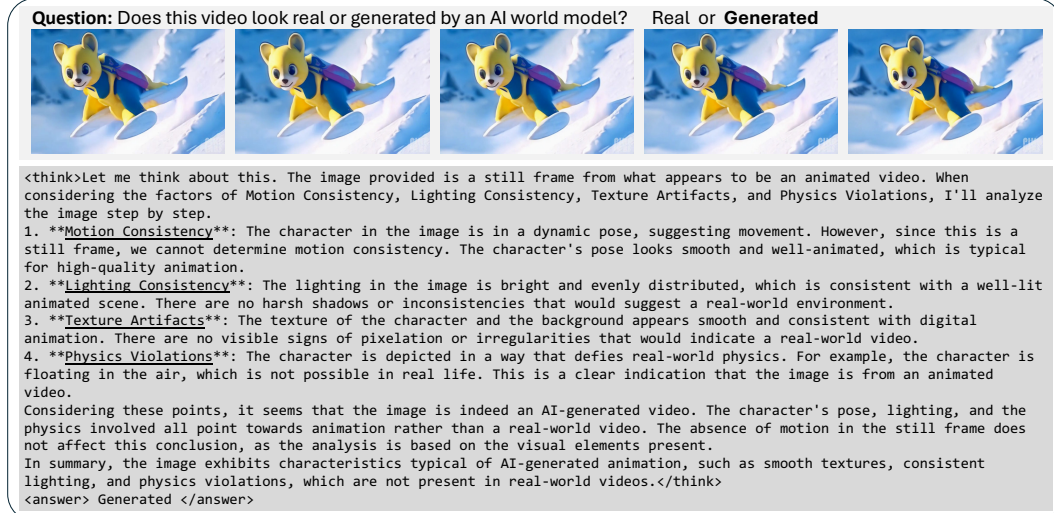 Question: Does this video look real or generated by an AI world model? Real or Generated
<think>Let me think about this. The image provided is a still frame from what appears to be an animated video. When
considering the factors of Motion Consistency, Lighting Consistency, Texture Artifacts, and Physics Violations, I'll analyze
the image step by step.
1. **Motion Consistency**: The character in the image is in a dynamic pose, suggesting movement. However, since this is a
still frame, we cannot determine motion consistency. The character's pose looks smooth and well-animated, which is typical
for high-quality animation.
2. **Lighting Consistency**: The lighting in the image is bright and evenly distributed, which is consistent with a well-lit
animated scene. There are no harsh shadows or inconsistencies that would suggest a real-world environment.
3. **Texture Artifacts**: The texture of the character and the background appears smooth and consistent with digital
animation. There are no visible signs of pixelation or irregularities that would indicate a real-world video.
4. **Physics Violations**: The character is depicted in a way that defies real-world physics. For example, the character is
floating in the air, which is not possible in real life. This is a clear indication that the image is from an animated
video.
Considering these points, it seems that the image is indeed an AI-generated video. The character's pose, lighting, and the
physics involved all point towards animation rather than a real-world video. The absence of motion in the still frame does
not affect this conclusion, as the analysis is based on the visual elements present.
In summary, the image exhibits characteristics typical of AI-generated animation, such as smooth textures, consistent
lighting, and physics violations, which are not present in real-world videos.</think>
<answer> Generated </answer>